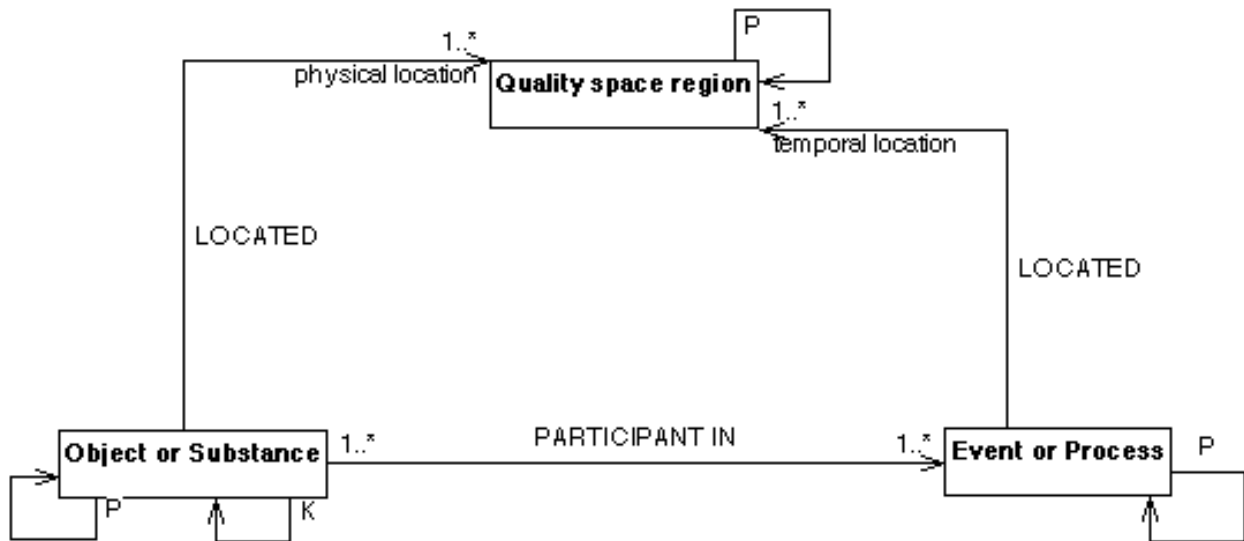 P
1..*
physical location
Quality space region
1..*
temporal location
LOCATED
LOCATED
Object or Substance
1..*
PARTICIPANT IN
1..*
Event or Process
P
P
K